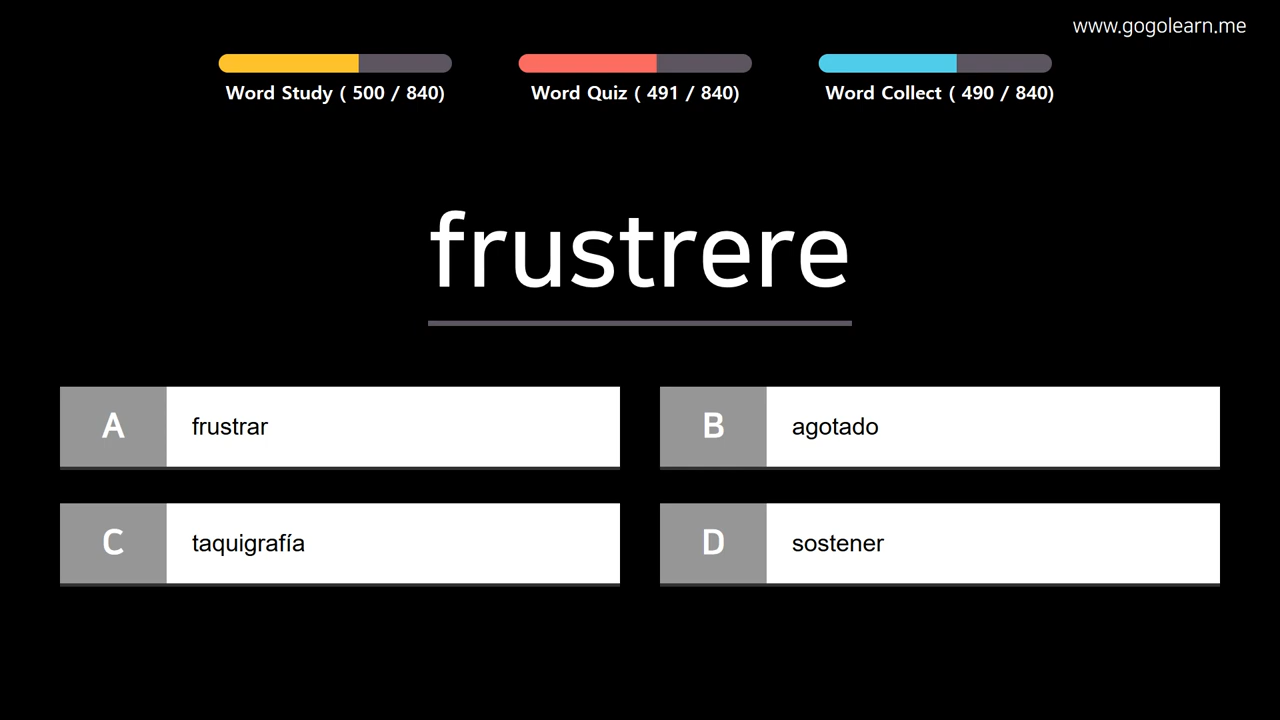 www.gogolearn.me
Word Study ( 500 / 840)
Word Quiz ( 491 / 840)
Word Collect ( 490 / 840)
frustrere
A frustrar
B agotado
C taquigrafía
D sostener